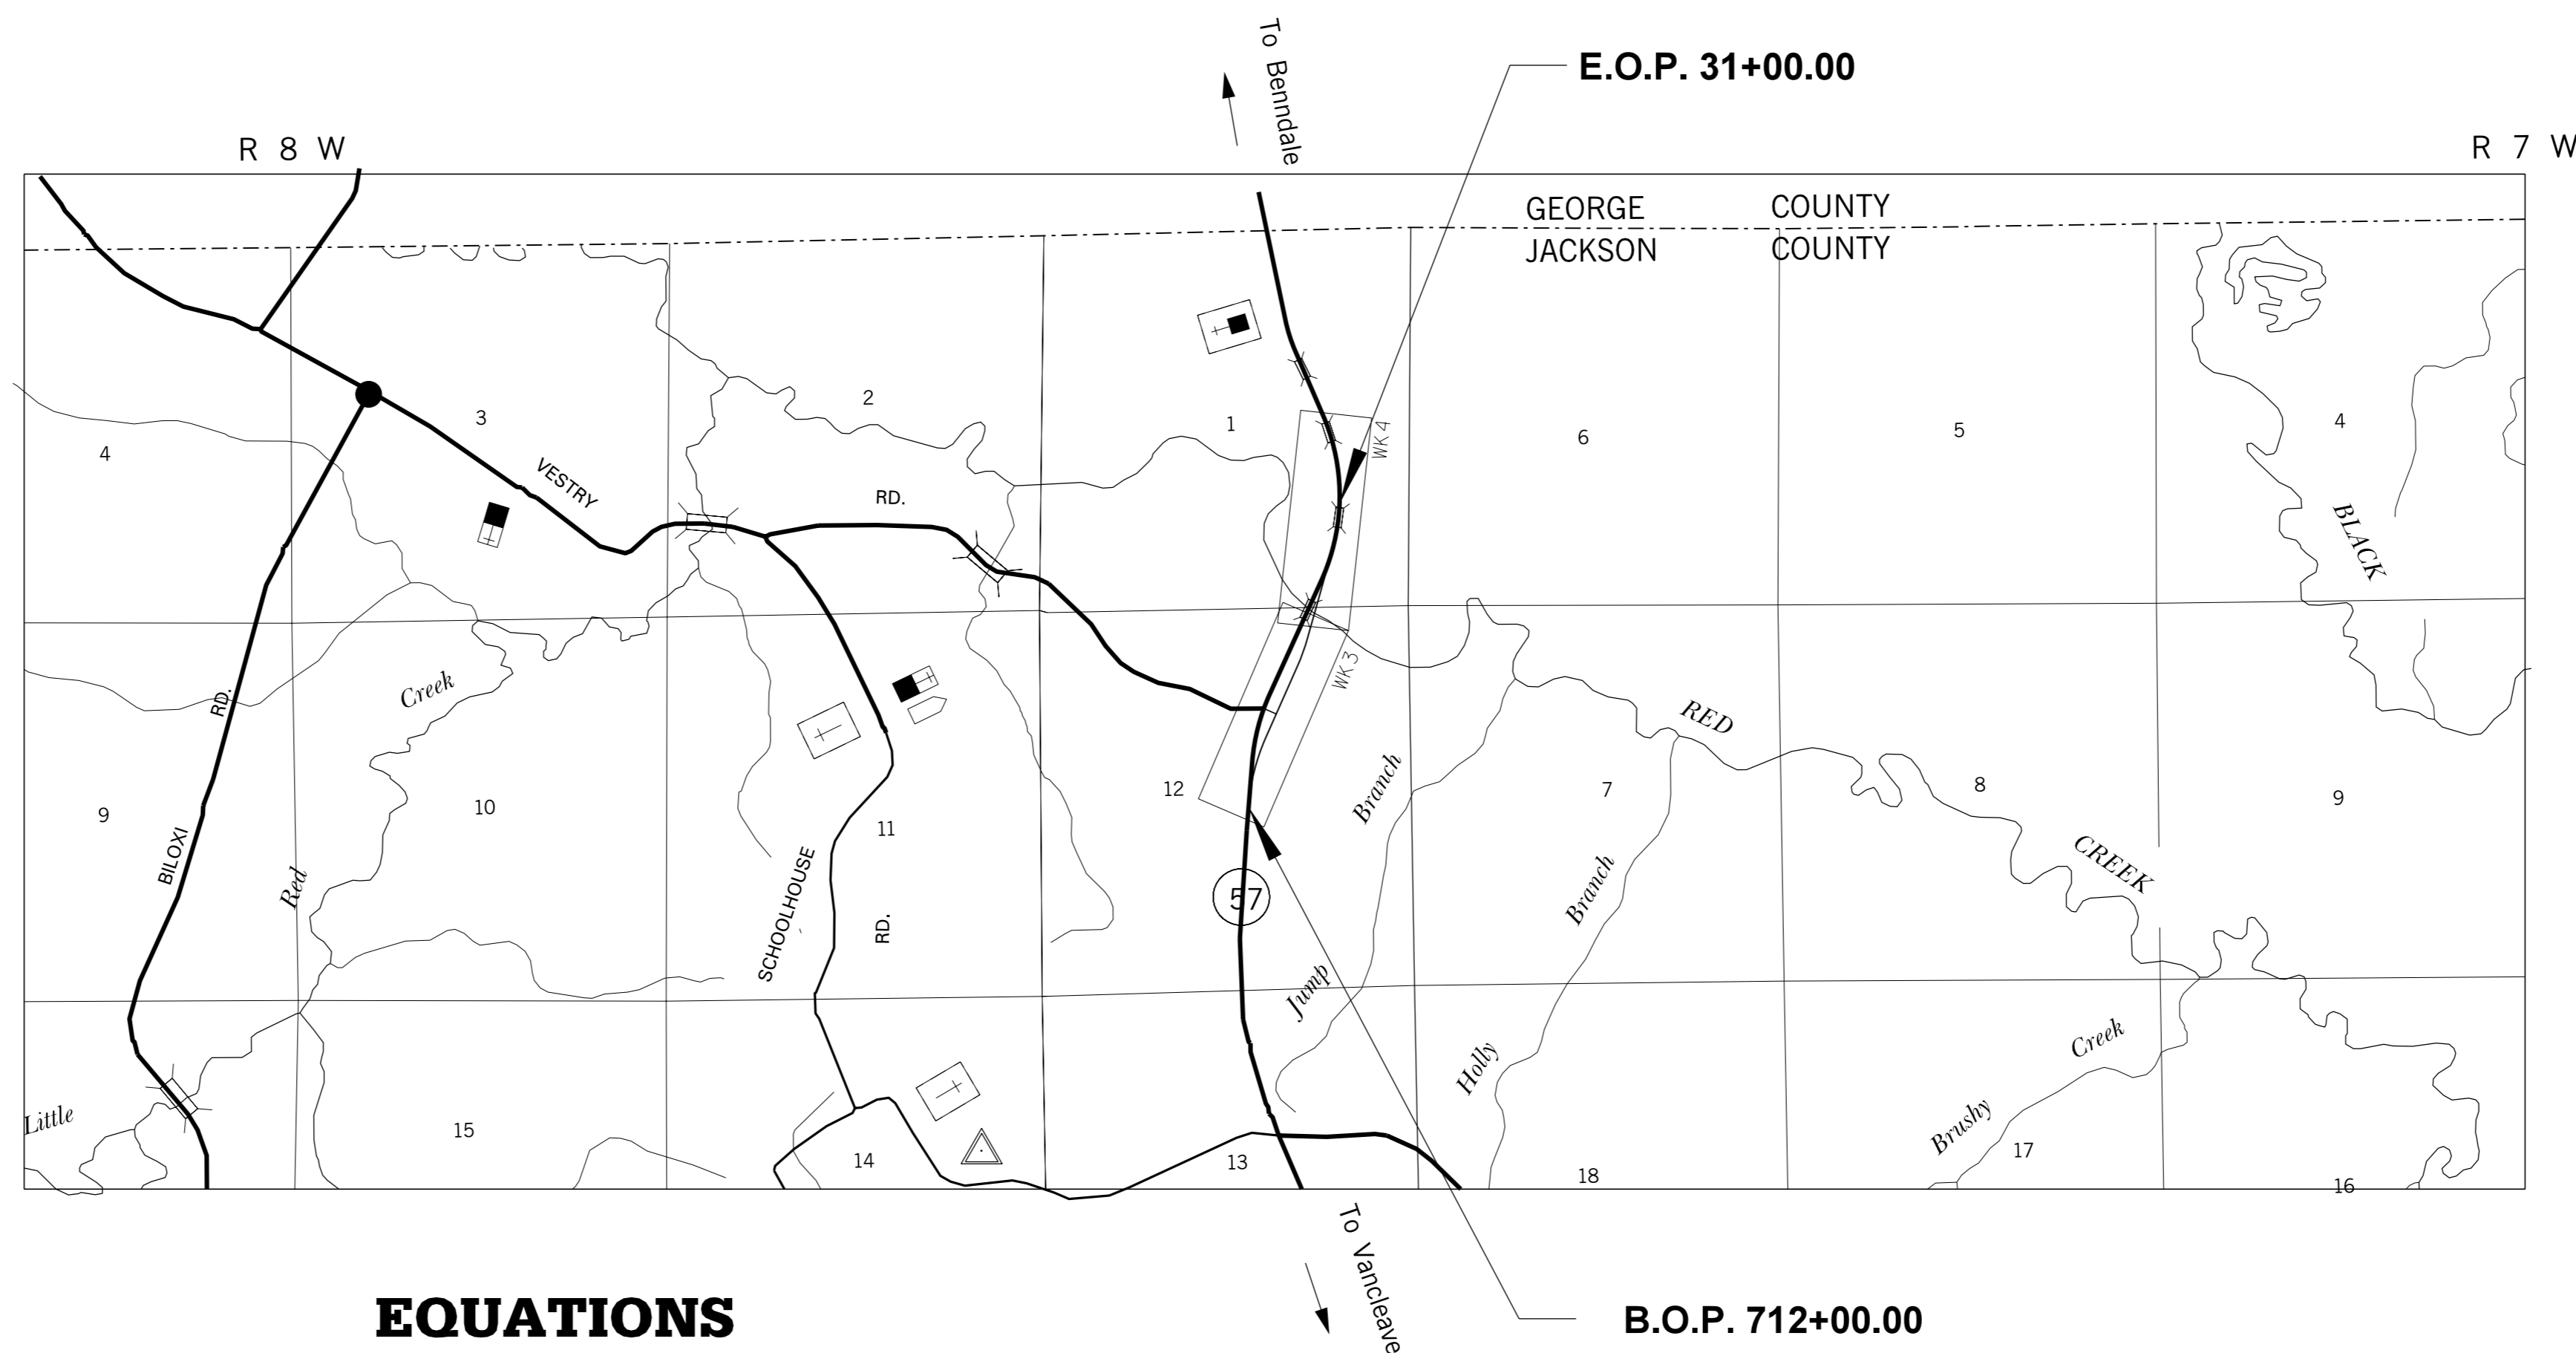 To Benndale
E.O.P. 31+00.00
R 8 W
R 7 W
GEORGE COUNTY
JACKSON COUNTY
WK 4
1
2
3
4
4
5
6
VESTRY RD.
BLACK
WK 3
RED CREEK
Creek
Red
BILOXI RD.
9
10
11
12
7
8
9
SCHOOLHOUSE RD.
57
Jump Branch
Holly Branch
Brushy Creek
Little
15
14
13
18
17
16
To Vancleave
EQUATIONS
B.O.P. 712+00.00